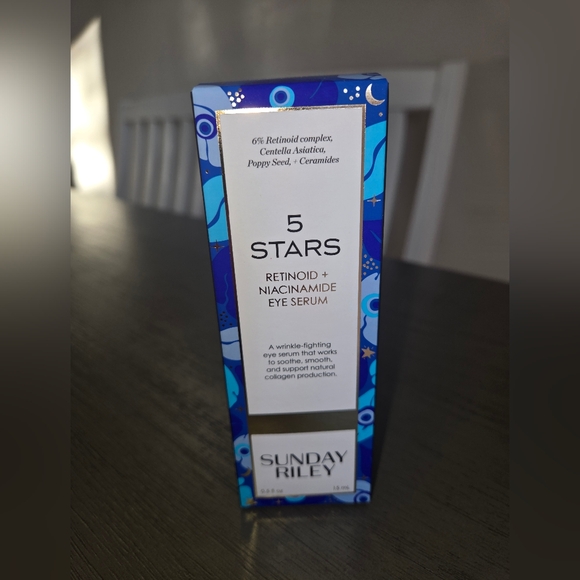 6% Retinoid complex,
Centella Asiatica,
Poppy Seed, + Ceramides
5
STARS
RETINOID +
NIACINAMIDE
EYE SERUM
A wrinkle-fighting
eye serum that works
to soothe, smooth,
and support natural
collagen production.
SUNDAY
RILEY